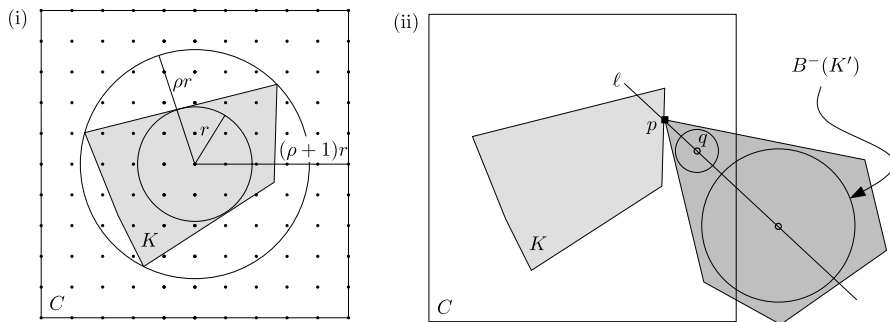 (i)
ρr
r
(ρ + 1)r
K
C
(ii)
B⁻(K′)
ℓ
p
q
K
C